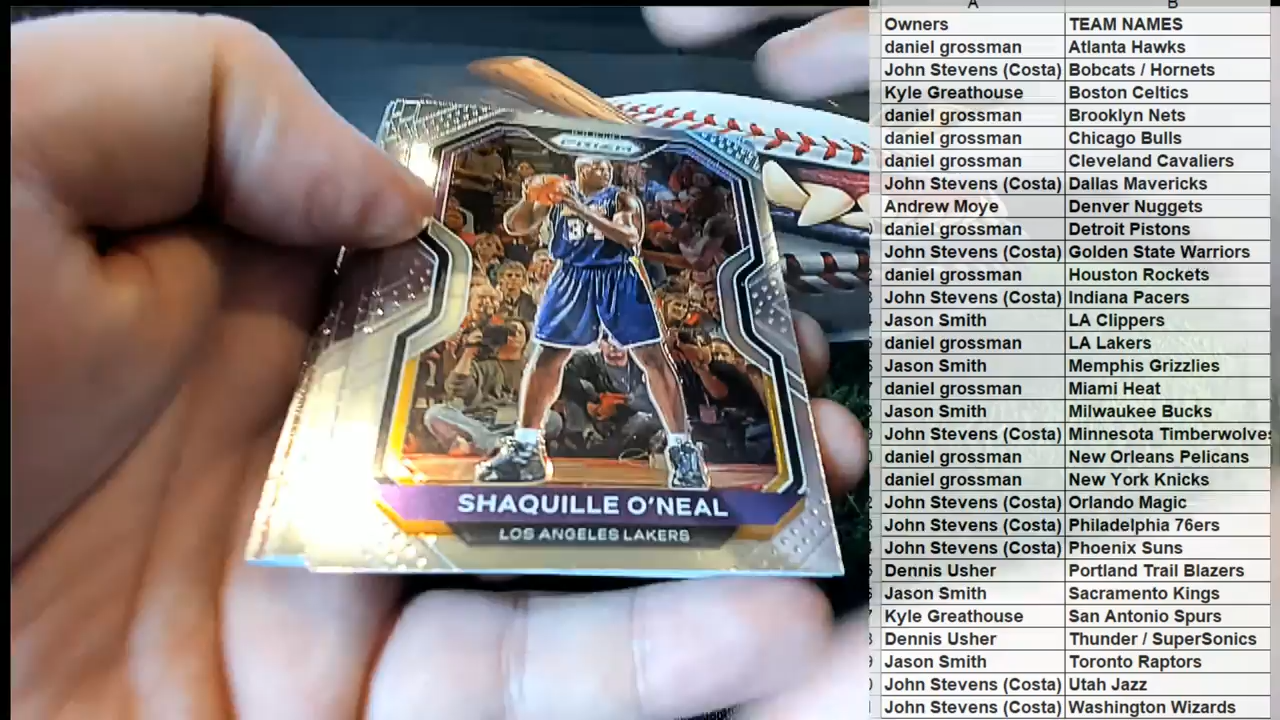 PRIZM
34
SHAQUILLE O'NEAL
LOS ANGELES LAKERS
A B
Owners TEAM NAMES
daniel grossman Atlanta Hawks
John Stevens (Costa) Bobcats / Hornets
Kyle Greathouse Boston Celtics
daniel grossman Brooklyn Nets
daniel grossman Chicago Bulls
daniel grossman Cleveland Cavaliers
John Stevens (Costa) Dallas Mavericks
Andrew Moye Denver Nuggets
daniel grossman Detroit Pistons
John Stevens (Costa) Golden State Warriors
daniel grossman Houston Rockets
John Stevens (Costa) Indiana Pacers
Jason Smith LA Clippers
daniel grossman LA Lakers
Jason Smith Memphis Grizzlies
daniel grossman Miami Heat
Jason Smith Milwaukee Bucks
John Stevens (Costa) Minnesota Timberwolves
daniel grossman New Orleans Pelicans
daniel grossman New York Knicks
John Stevens (Costa) Orlando Magic
John Stevens (Costa) Philadelphia 76ers
John Stevens (Costa) Phoenix Suns
Dennis Usher Portland Trail Blazers
Jason Smith Sacramento Kings
Kyle Greathouse San Antonio Spurs
Dennis Usher Thunder / SuperSonics
Jason Smith Toronto Raptors
John Stevens (Costa) Utah Jazz
John Stevens (Costa) Washington Wizards